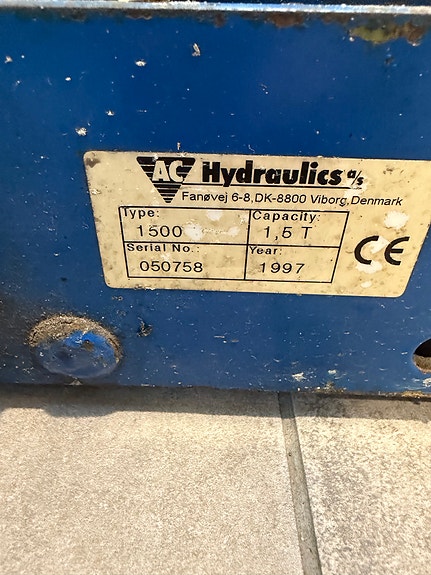 AC Hydraulics a/s
Fanøvej 6-8, DK-8800 Viborg, Denmark
Type: Capacity:
1500 1,5 T
Serial No.: Year:
050758 1997
CE